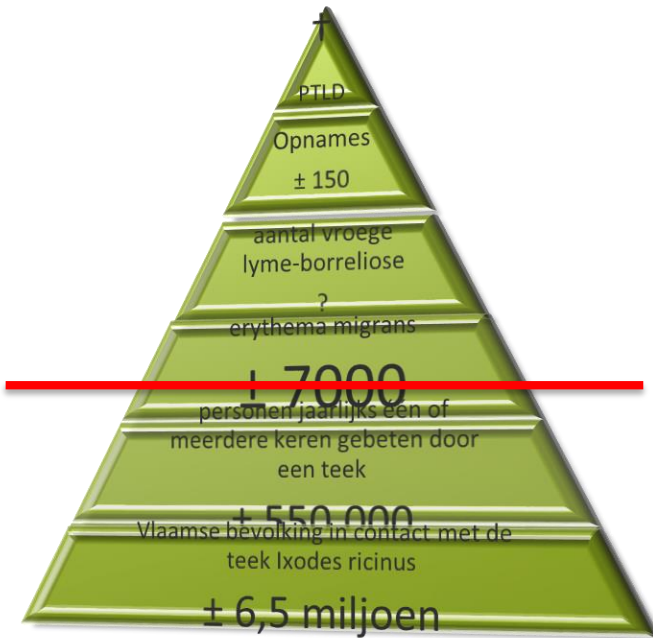 †
PTLD
Opnames
± 150
aantal vroege
lyme-borreliose
?
erythema migrans
± 7000
personen jaarlijks een of
meerdere keren gebeten door
een teek
± 550 000
Vlaamse bevolking in contact met de
teek Ixodes ricinus
± 6,5 miljoen